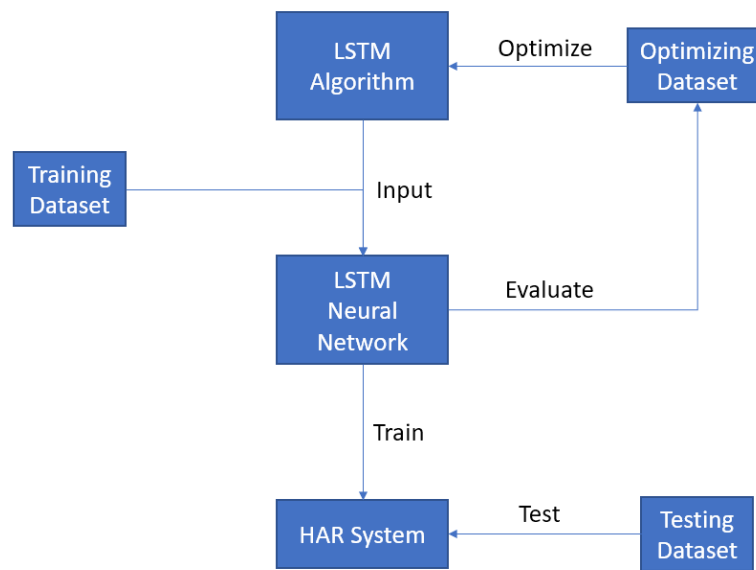 LSTM
Algorithm
Optimize
Optimizing
Dataset
Training
Dataset
Input
LSTM
Neural
Network
Evaluate
Train
HAR System
Test
Testing
Dataset